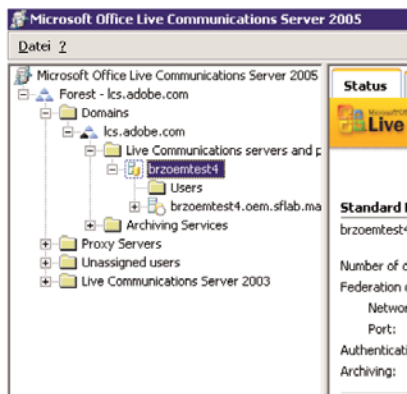 Microsoft Office Live Communications Server 2005
Datei ?
Microsoft Office Live Communications Server 2005
Forest - lcs.adobe.com
Domains
lcs.adobe.com
Live Communications servers and p
brzoemtest4
Users
brzoemtest4.oem.sflab.ma
Archiving Services
Proxy Servers
Unassigned users
Live Communications Server 2003
Status
Live
Standard
brzoemtest4
Number of
Federation
Networ
Port:
Authenticati
Archiving: